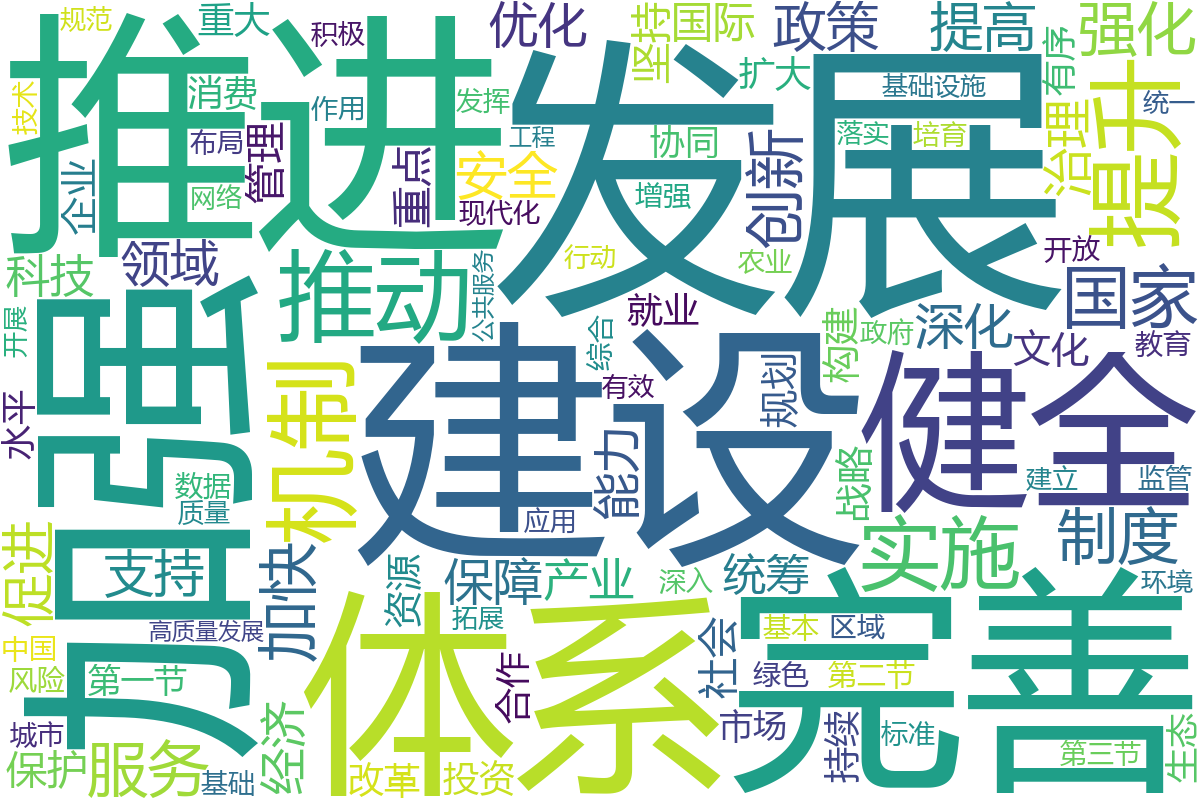 规范
重大
积极
优化
坚持
国际
政策
提高
强化
推进
发展
技术
消费
作用
发挥
扩大
基础设施
有序
统一
提升
布局
管理
重点
工程
协同
创新
落实
培育
治理
企业
网络
安全
现代化
增强
领域
科技
推动
公共服务
行动
农业
开放
国家
开展
加强
就业
综合
构建
政府
深化
文化
教育
建设
健全
水平
机制
有效
规划
能力
战略
建立
监管
数据
质量
应用
促进
支持
加快
资源
保障
产业
深入
统筹
实施
制度
环境
拓展
体系
完善
高质量发展
中国
风险
第一节
合作
社会
基本
区域
绿色
第二节
城市
保护
服务
基础
经济
改革
投资
市场
持续
标准
第三节
生态